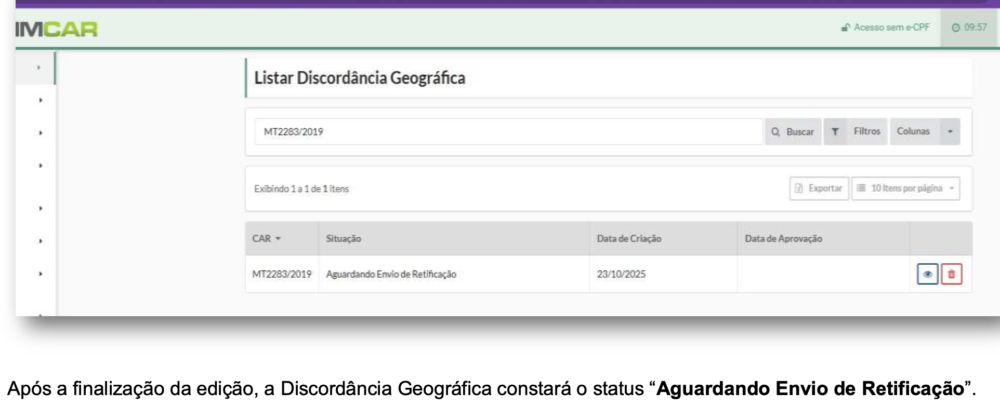 IMCAR
Acesso sem e-CPF 09:57
Listar Discordância Geográfica
MT2283/2019 Buscar Filtros Colunas
Exibindo 1 a 1 de 1 itens Exportar 10 Itens por página
CAR Situação Data de Criação Data de Aprovação
MT2283/2019 Aguardando Envio de Retificação 23/10/2025
Após a finalização da edição, a Discordância Geográfica constará o status “Aguardando Envio de Retificação”.